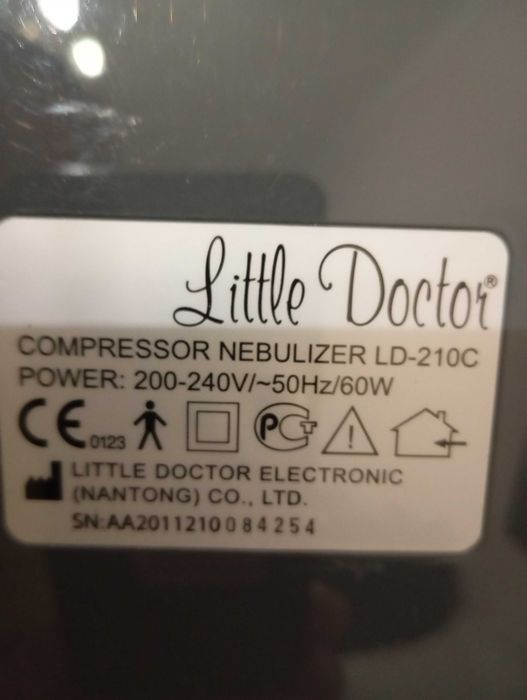 Little Doctor®
COMPRESSOR NEBULIZER LD-210C
POWER: 200-240V/~50Hz/60W
CE 0123 PCT
LITTLE DOCTOR ELECTRONIC
(NANTONG) CO., LTD.
SN:AA2011210084254